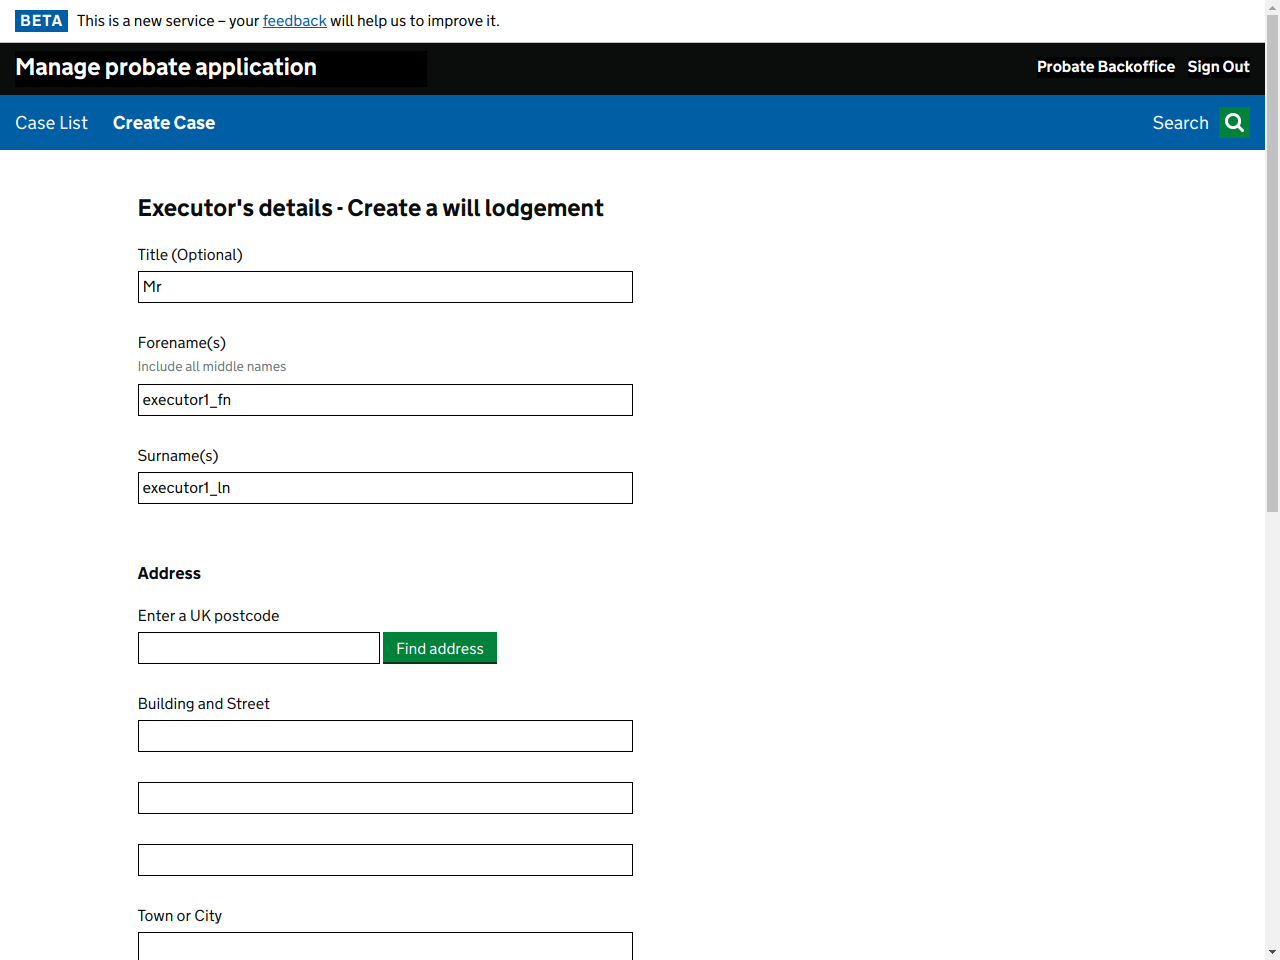 BETA This is a new service – your feedback will help us to improve it.
Manage probate application
Probate Backoffice Sign Out
Case List Create Case
Search
Executor's details - Create a will lodgement
Title (Optional)
Mr
Forename(s)
Include all middle names
executor1_fn
Surname(s)
executor1_ln
Address
Enter a UK postcode
Find address
Building and Street
Town or City